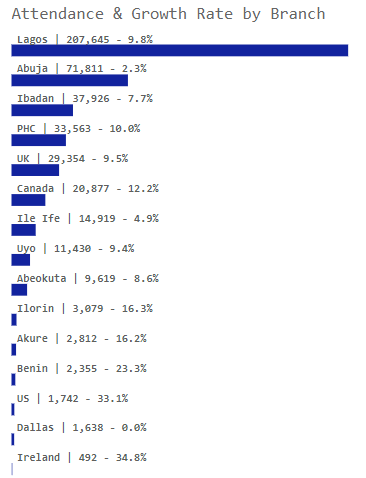 Attendance & Growth Rate by Branch
Lagos | 207,645 - 9.8%
Abuja | 71,811 - 2.3%
Ibadan | 37,926 - 7.7%
PHC | 33,563 - 10.0%
UK | 29,354 - 9.5%
Canada | 20,877 - 12.2%
Ile Ife | 14,919 - 4.9%
Uyo | 11,430 - 9.4%
Abeokuta | 9,619 - 8.6%
Ilorin | 3,079 - 16.3%
Akure | 2,812 - 16.2%
Benin | 2,355 - 23.3%
US | 1,742 - 33.1%
Dallas | 1,638 - 0.0%
Ireland | 492 - 34.8%